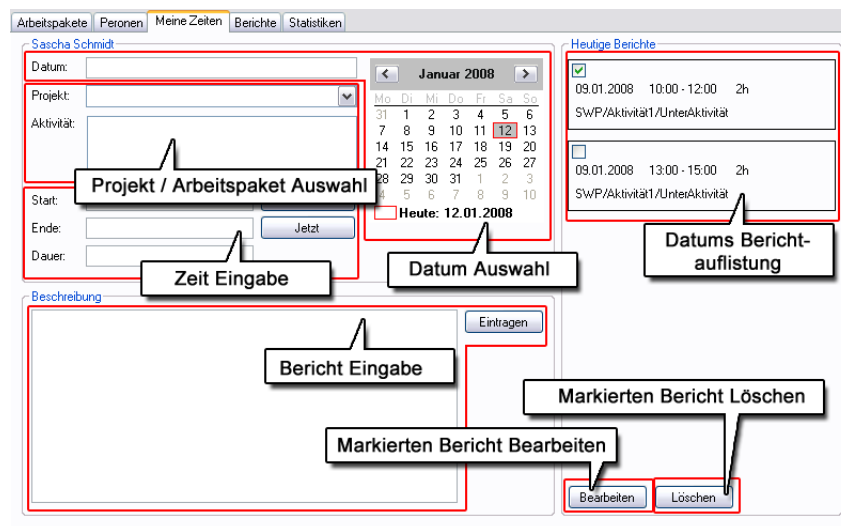 Arbeitspakete Peronen Meine Zeiten Berichte Statistiken
Sascha Schmidt
Datum:
Projekt:
Aktivität:
Projekt / Arbeitspaket Auswahl
Start:
Ende:
Jetzt
Dauer:
Zeit Eingabe
Januar 2008
Mo Di Mi Do Fr Sa So
31 1 2 3 4 5 6
7 8 9 10 11 12 13
14 15 16 17 18 19 20
21 22 23 24 25 26 27
28 29 30 31 1 2 3
4 5 6 7 8 9 10
Heute: 12.01.2008
Datum Auswahl
Heutige Berichte
09.01.2008 10:00 - 12:00 2h
SWP/Aktivität1/UnterAktivität
09.01.2008 13:00 - 15:00 2h
SWP/Aktivität1/UnterAktivität
Datums Bericht-
auflistung
Beschreibung
Eintragen
Bericht Eingabe
Markierten Bericht Löschen
Markierten Bericht Bearbeiten
Bearbeiten Löschen